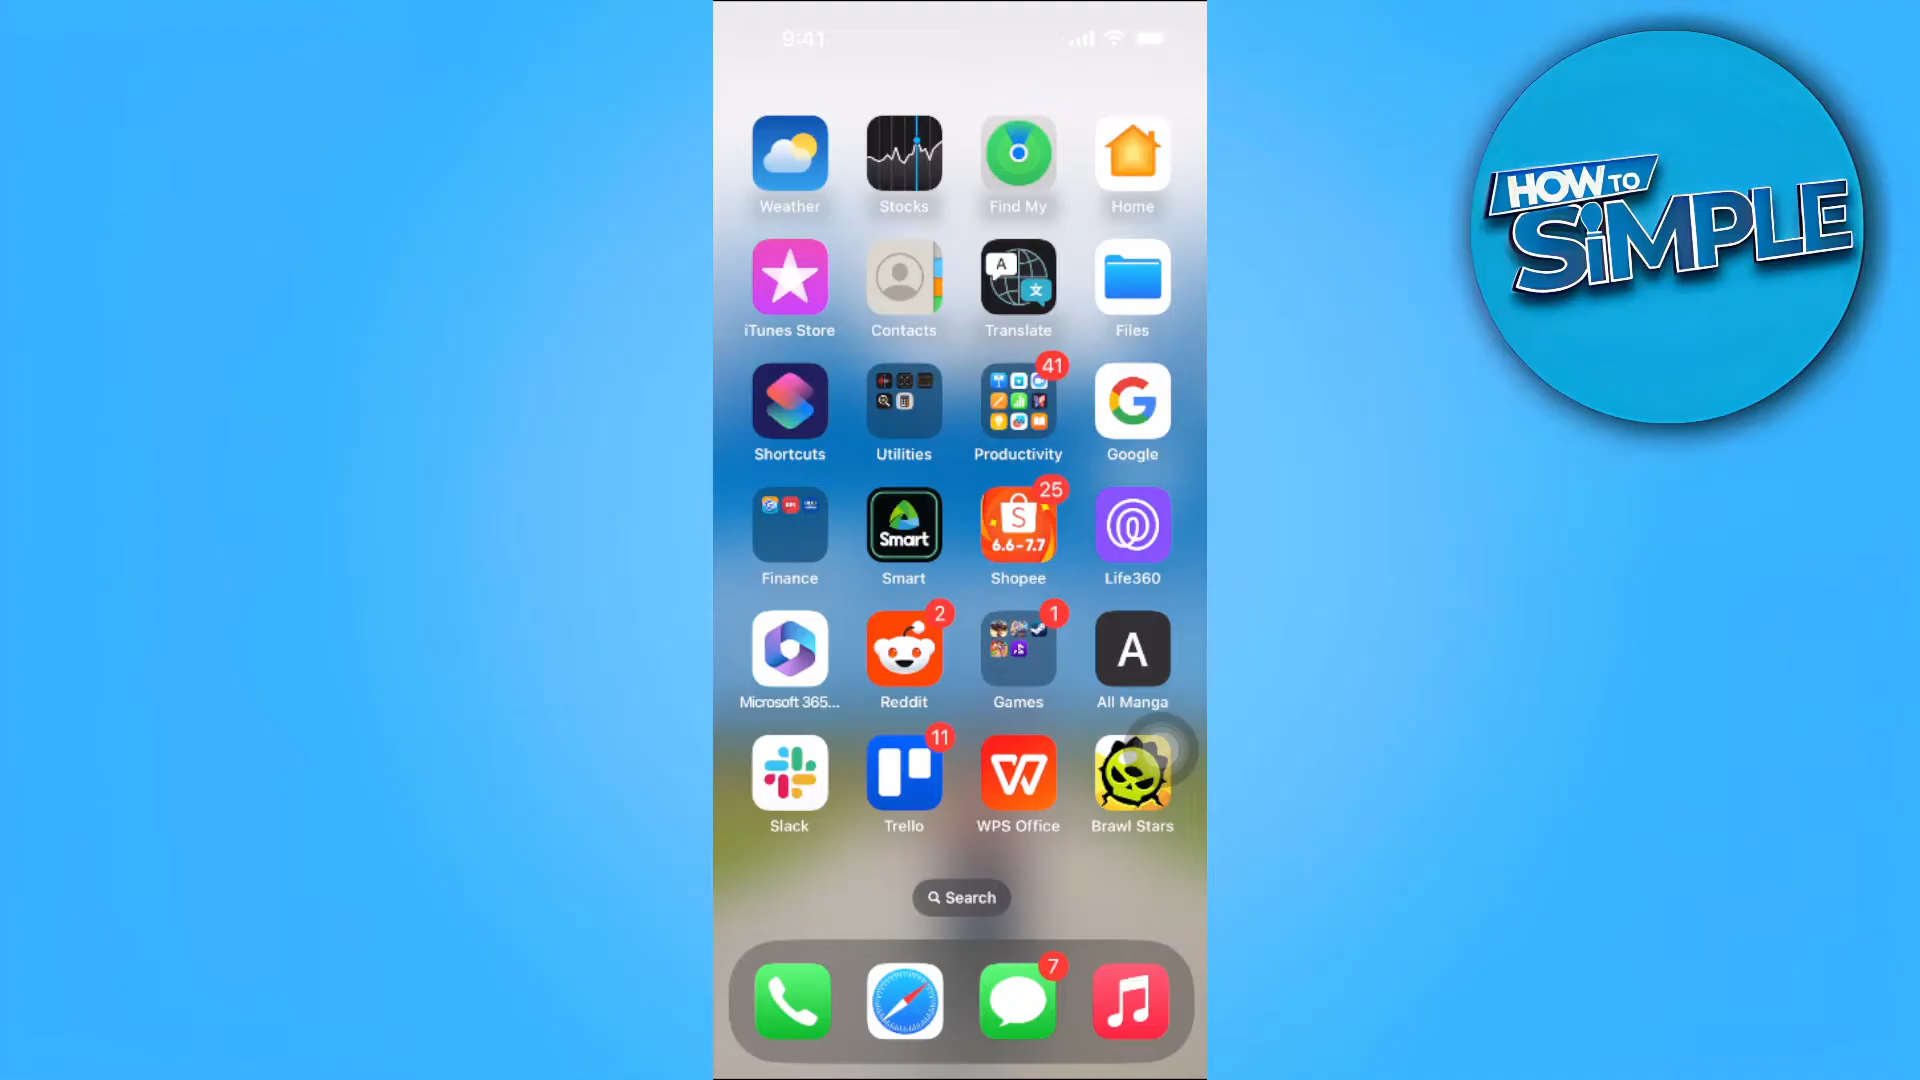 9:41
HOW TO
SiMPLE
Weather Stocks Find My Home
A
文
iTunes Store Contacts Translate Files
41
Shortcuts Utilities Productivity Google
25
Smart
S
6.6-7.7
Finance Smart Shopee Life360
2 1
A
Microsoft 365... Reddit Games All Manga
11
W
Slack Trello WPS Office Brawl Stars
Search
7